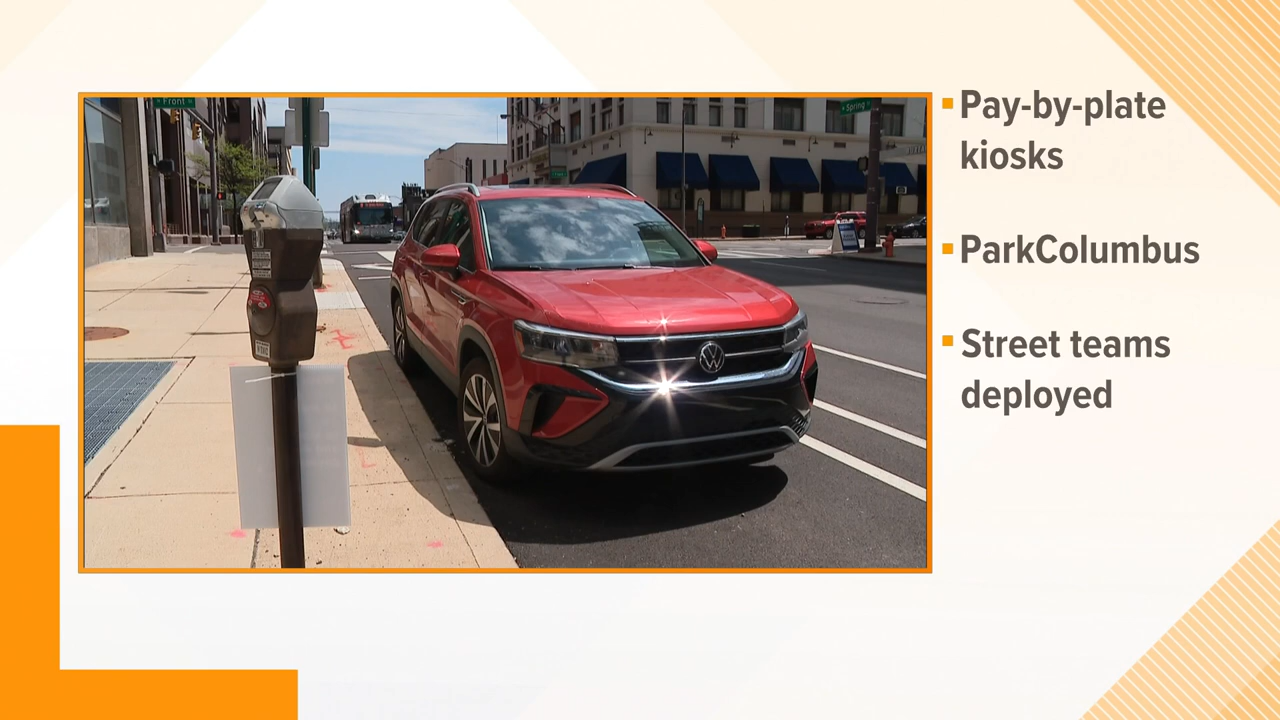 Pay-by-plate
kiosks
ParkColumbus
Street teams
deployed
Front
Spring